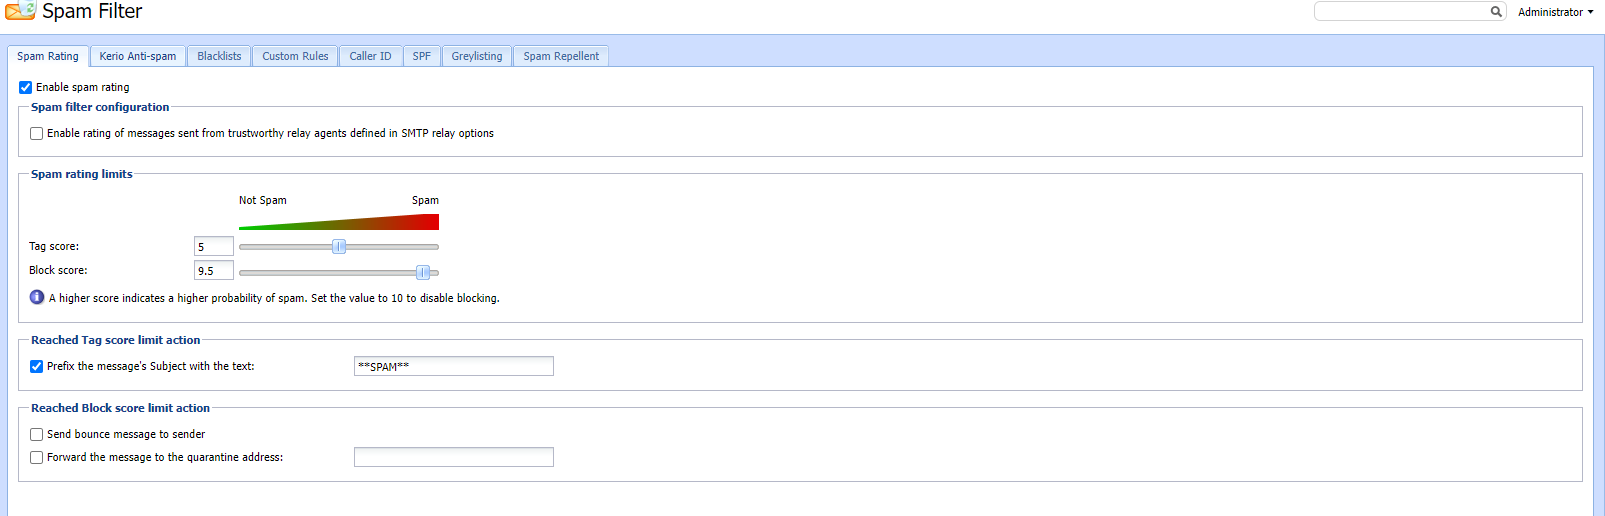 Spam Filter
Administrator
Spam Rating
Kerio Anti-spam
Blacklists
Custom Rules
Caller ID
SPF
Greylisting
Spam Repellent
Enable spam rating
Spam filter configuration
Enable rating of messages sent from trustworthy relay agents defined in SMTP relay options
Spam rating limits
Not Spam
Spam
Tag score:
5
Block score:
9.5
A higher score indicates a higher probability of spam. Set the value to 10 to disable blocking.
Reached Tag score limit action
Prefix the message's Subject with the text:
**SPAM**
Reached Block score limit action
Send bounce message to sender
Forward the message to the quarantine address: